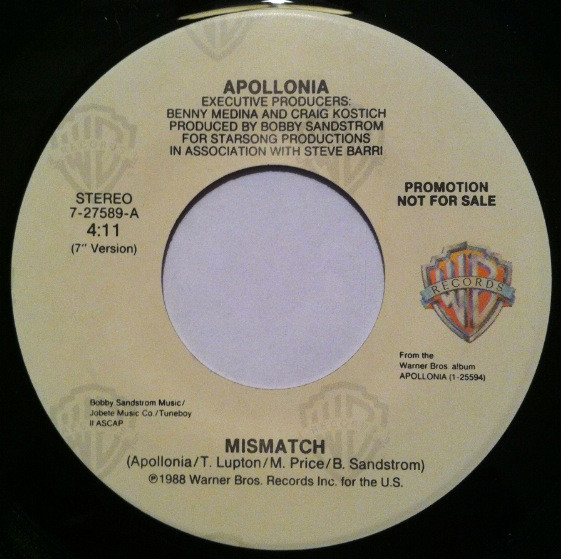 APOLLONIA
EXECUTIVE PRODUCERS:
BENNY MEDINA AND CRAIG KOSTICH
PRODUCED BY BOBBY SANDSTROM
FOR STARSONG PRODUCTIONS
IN ASSOCIATION WITH STEVE BARRI
STEREO
7-27589-A
4:11
(7" Version)
PROMOTION
NOT FOR SALE
WB
RECORDS
From the
Warner Bros. album
APOLLONIA (1-25594)
Bobby Sandstrom Music/
Jobete Music Co./Tuneboy
II ASCAP
MISMATCH
(Apollonia/T. Lupton/M. Price/B. Sandstrom)
℗1988 Warner Bros. Records Inc. for the U.S.